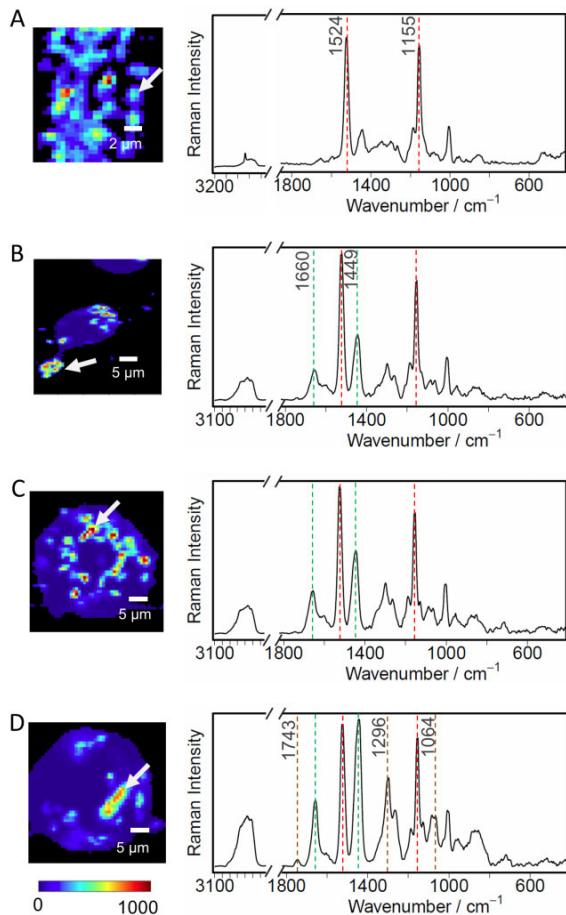 A
2 µm
Raman Intensity
1524
1155
3200
1800
1400
1000
600
Wavenumber / cm⁻¹
B
5 µm
Raman Intensity
1660
1449
3100
1800
1400
1000
600
Wavenumber / cm⁻¹
C
5 µm
Raman Intensity
3100
1800
1400
1000
600
Wavenumber / cm⁻¹
D
5 µm
Raman Intensity
1743
1296
1064
3100
1800
1400
1000
600
Wavenumber / cm⁻¹
0
1000